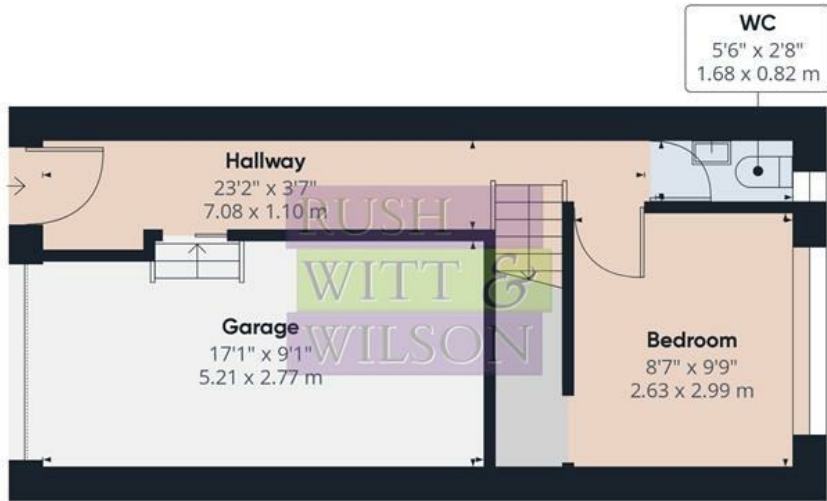 WC
5'6" x 2'8"
1.68 x 0.82 m
Hallway
23'2" x 3'7"
7.08 x 1.10 m
RUSH
WITT &
WILSON
Garage
17'1" x 9'1"
5.21 x 2.77 m
Bedroom
8'7" x 9'9"
2.63 x 2.99 m